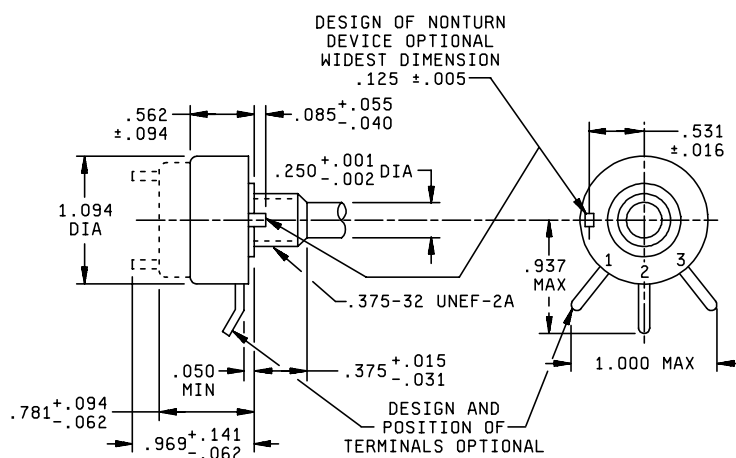 DESIGN OF NONTURN
DEVICE OPTIONAL
WIDEST DIMENSION
.125 ±.005
.562
±.094
.085 +.055
-.040
.531
±.016
.250 +.001
-.002 DIA
1.094
DIA
1
2
3
.937
MAX
.375-32 UNEF-2A
.050
MIN
.375 +.015
-.031
1.000 MAX
.781 +.094
-.062
.969 +.141
-.062
DESIGN AND
POSITION OF
TERMINALS OPTIONAL